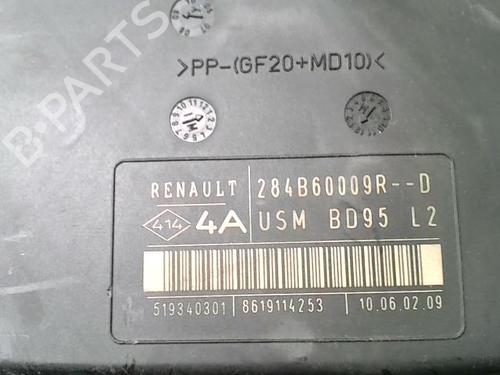 B-PARTS
>PP-(GF20+MD10)<
RENAULT 284B60009R--D
414 4A USM BD95 L2
519340301 8619114253 10.06.02.09